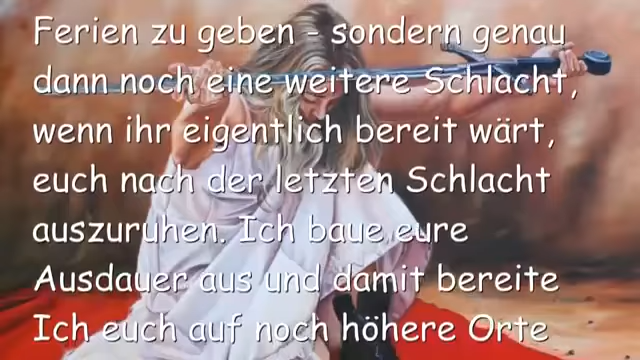 Ferien zu geben - sondern genau
dann noch eine weitere Schlacht,
wenn ihr eigentlich bereit wärt,
euch nach der letzten Schlacht
auszuruhen. Ich baue eure
Ausdauer aus und damit bereite
Ich euch auf noch höhere Orte